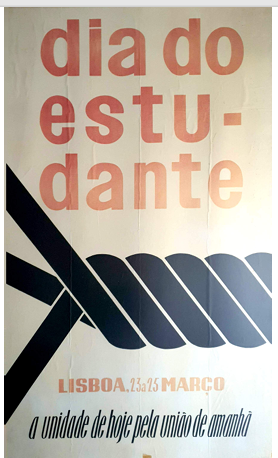 dia do
estu-
dante
LISBOA, 23 a 25 MARÇO
a unidade de hoje pela união de amanhã